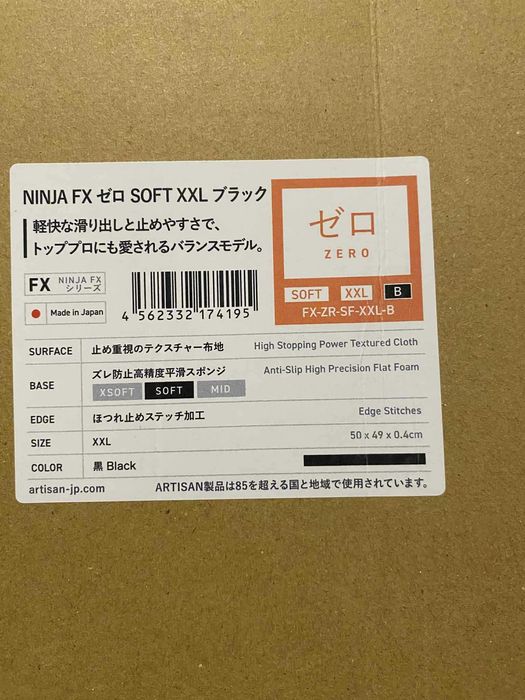 NINJA FX ゼロ SOFT XXL ブラック
軽快な滑り出しと止めやすさで、
トッププロにも愛されるバランスモデル。
FX NINJA FX シリーズ
Made in Japan
4 562332 174195
ゼロ
ZERO
SOFT XXL B
FX-ZR-SF-XXL-B
SURFACE 止め重視のテクスチャー布地 High Stopping Power Textured Cloth
BASE ズレ防止高精度平滑スポンジ Anti-Slip High Precision Flat Foam
XSOFT SOFT MID
EDGE ほつれ止めステッチ加工 Edge Stitches
SIZE XXL 50 x 49 x 0.4cm
COLOR 黒 Black
artisan-jp.com ARTISAN製品は85を超える国と地域で使用されています。